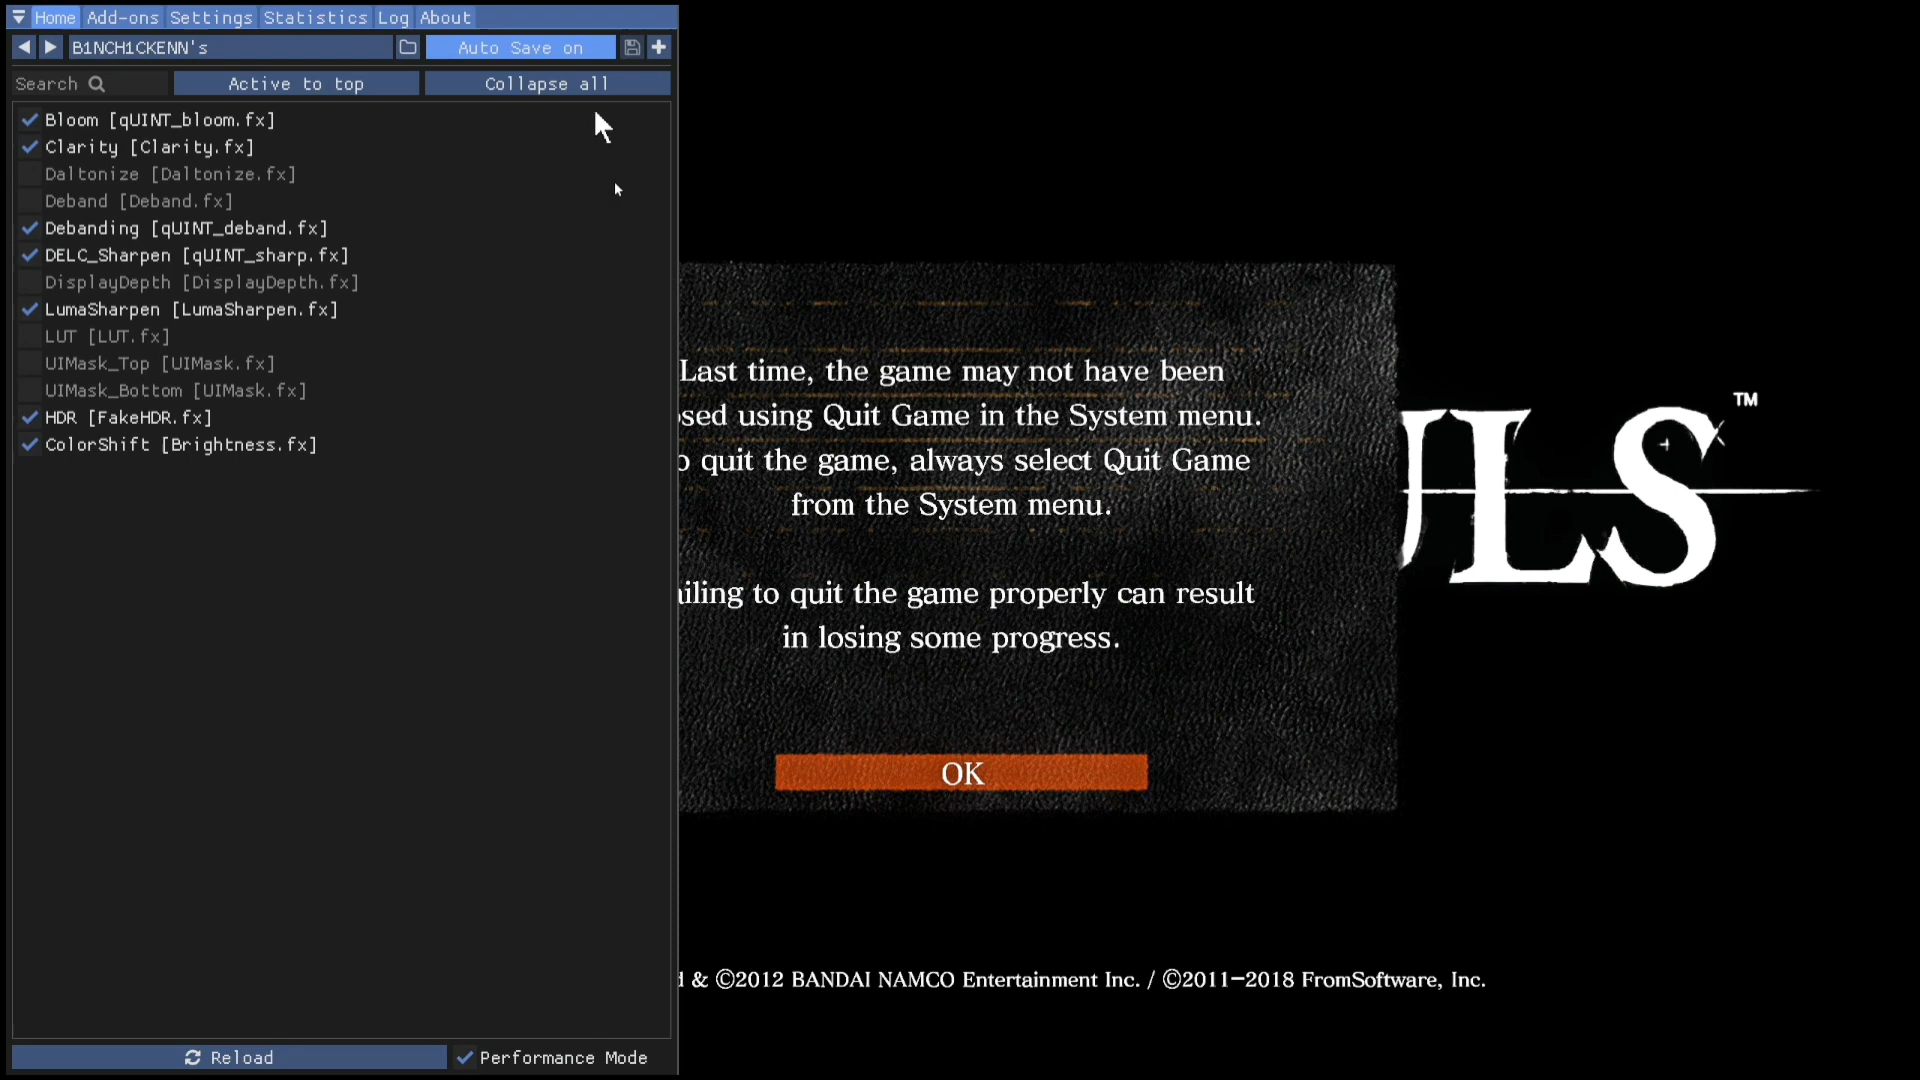 Home Add-ons Settings Statistics Log About
B1NCH1CKENN's Auto Save on
Search Active to top Collapse all
Bloom [qUINT_bloom.fx]
Clarity [Clarity.fx]
Daltonize [Daltonize.fx]
Deband [Deband.fx]
Debanding [qUINT_deband.fx]
DELC_Sharpen [qUINT_sharp.fx]
DisplayDepth [DisplayDepth.fx]
LumaSharpen [LumaSharpen.fx]
LUT [LUT.fx]
UIMask_Top [UIMask.fx]
UIMask_Bottom [UIMask.fx]
HDR [FakeHDR.fx]
ColorShift [Brightness.fx]
Reload Performance Mode
Last time, the game may not have been
osed using Quit Game in the System menu.
o quit the game, always select Quit Game
from the System menu.
ailing to quit the game properly can result
in losing some progress.
OK
ULS™
& ©2012 BANDAI NAMCO Entertainment Inc. / ©2011–2018 FromSoftware, Inc.